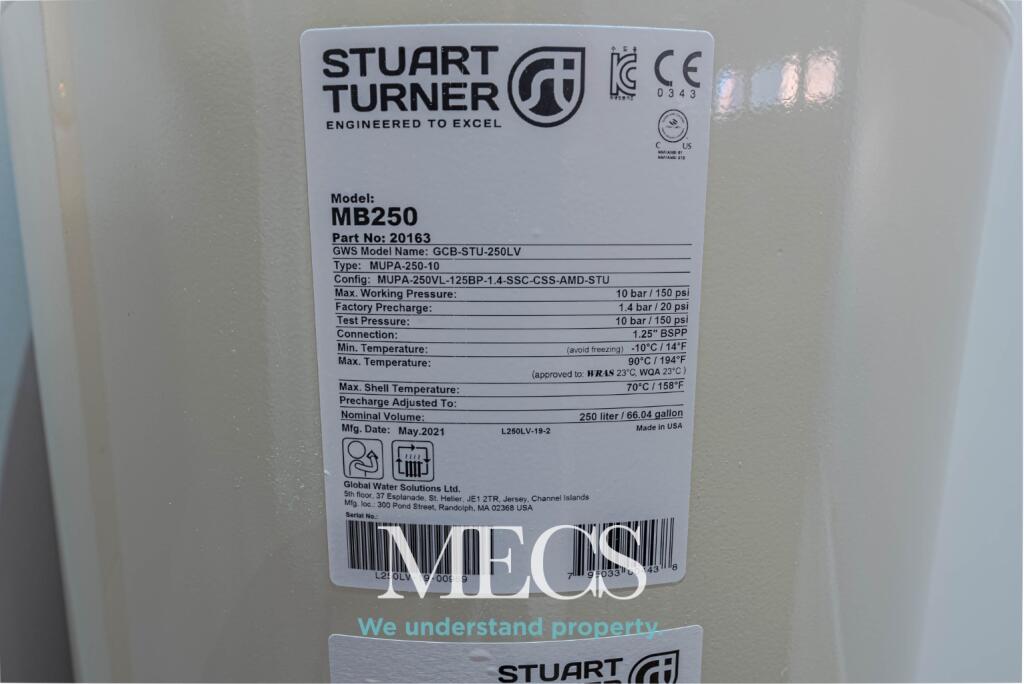 STUART
TURNER
ENGINEERED TO EXCEL
CE
0343
C US
Model:
MB250
Part No: 20163
GWS Model Name: GCB-STU-250LV
Type: MUPA-250-10
Config: MUPA-250VL-125BP-1.4-SSC-CSS-AMD-STU
Max. Working Pressure: 10 bar / 150 psi
Factory Precharge: 1.4 bar / 20 psi
Test Pressure: 10 bar / 150 psi
Connection: 1.25" BSPP
Min. Temperature: (avoid freezing) -10°C / 14°F
Max. Temperature: 90°C / 194°F
(approved to: WRAS 23°C, WQA 23°C )
Max. Shell Temperature: 70°C / 158°F
Precharge Adjusted To:
Nominal Volume: 250 liter / 66.04 gallon
Mfg. Date: May.2021 L250LV-19-2 Made in USA
Global Water Solutions Ltd.
5th floor, 37 Esplanade, St. Helier, JE1 2TR, Jersey, Channel Islands
Mfg. loc.: 300 Pond Street, Randolph, MA 02368 USA
Serial No.:
MECS
We understand property.
STUART
TURNER